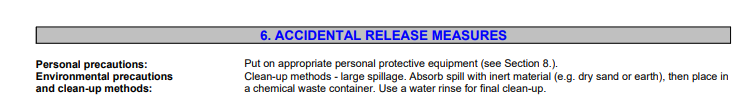 6. ACCIDENTAL RELEASE MEASURES
Personal precautions: Put on appropriate personal protective equipment (see Section 8.).
Environmental precautions Clean-up methods - large spillage. Absorb spill with inert material (e.g. dry sand or earth), then place in
and clean-up methods: a chemical waste container. Use a water rinse for final clean-up.